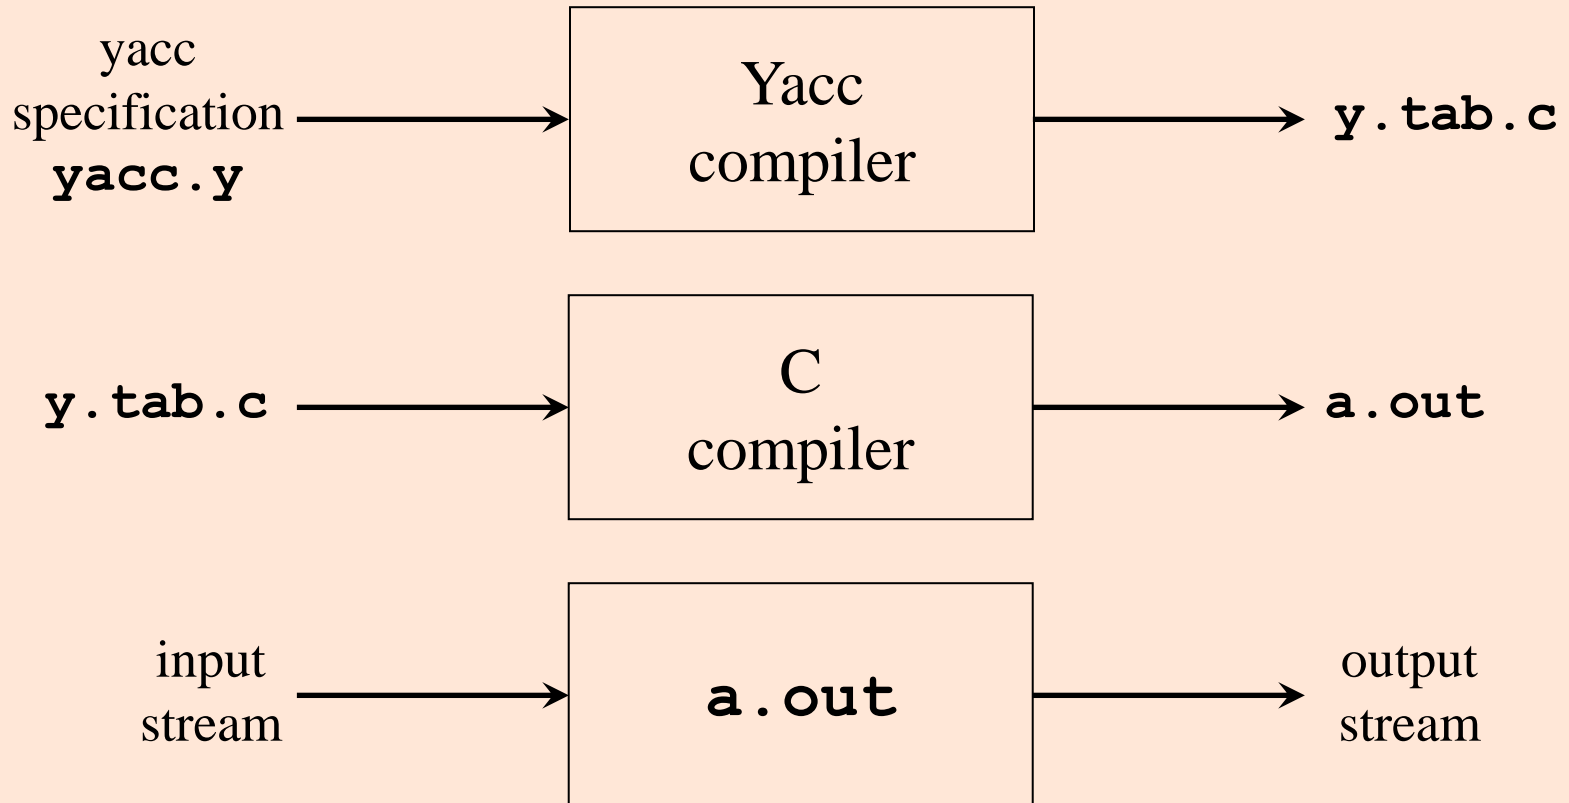 yacc
specification
yacc.y
Yacc
compiler
y.tab.c
y.tab.c
C
compiler
a.out
input
stream
a.out
output
stream